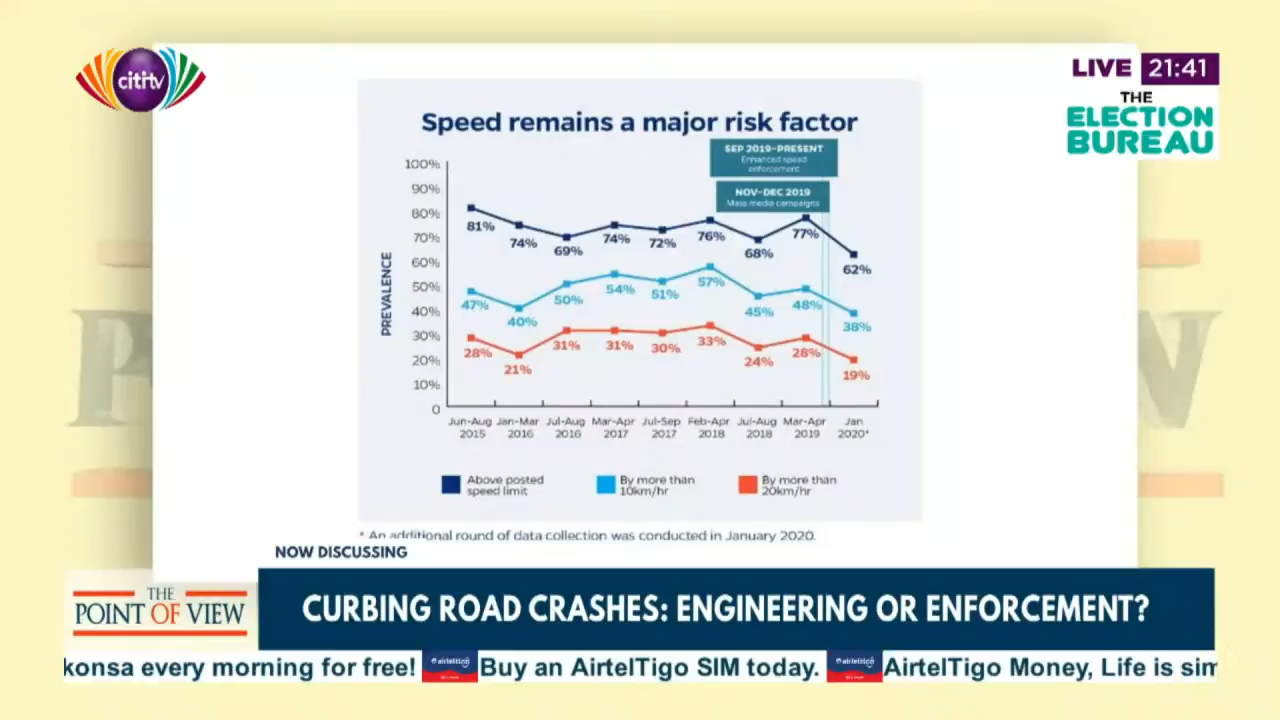 citi tv
LIVE 21:41
THE
ELECTION
BUREAU
Speed remains a major risk factor
SEP 2019-PRESENT
Enhanced speed
enforcement
NOV-DEC 2019
Mass media campaigns
PREVALENCE
100%
90%
80%
70%
60%
50%
40%
30%
20%
10%
0
81% 74% 69% 74% 72% 76% 68% 77% 62%
47% 40% 50% 54% 51% 57% 45% 48% 38%
28% 21% 31% 31% 30% 33% 24% 28% 19%
Jun-Aug Jan-Mar Jul-Aug Mar-Apr Jul-Sep Feb-Apr Jul-Aug Mar-Apr Jan
2015 2016 2016 2017 2017 2018 2018 2019 2020*
Above posted
speed limit
By more than
10km/hr
By more than
20km/hr
* An additional round of data collection was conducted in January 2020.
NOW DISCUSSING
THE
POINT OF VIEW
CURBING ROAD CRASHES: ENGINEERING OR ENFORCEMENT?
konsa every morning for free! airteltigo Buy an AirtelTigo SIM today. airteltigo AirtelTigo Money, Life is sim